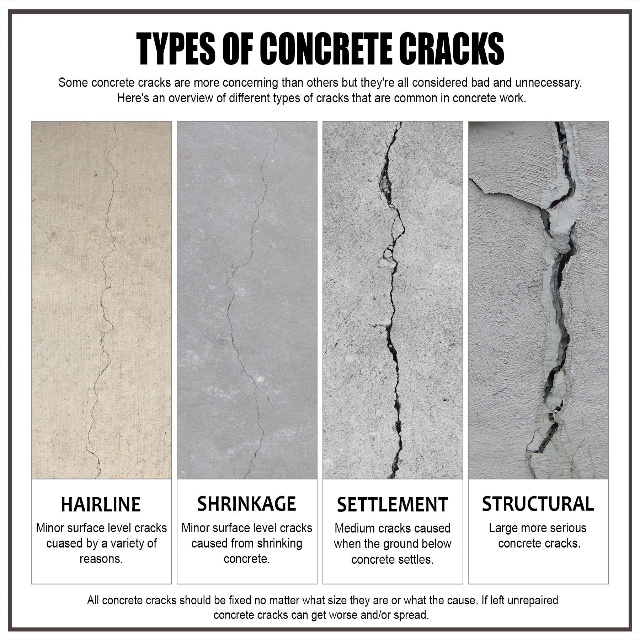 TYPES OF CONCRETE CRACKS
Some concrete cracks are more concerning than others but they're all considered bad and unnecessary.
Here's an overview of different types of cracks that are common in concrete work.
HAIRLINE
Minor surface level cracks
cuased by a variety of
reasons.
SHRINKAGE
Minor surface level cracks
caused from shrinking
concrete.
SETTLEMENT
Medium cracks caused
when the ground below
concrete settles.
STRUCTURAL
Large more serious
concrete cracks.
All concrete cracks should be fixed no matter what size they are or what the cause. If left unrepaired
concrete cracks can get worse and/or spread.